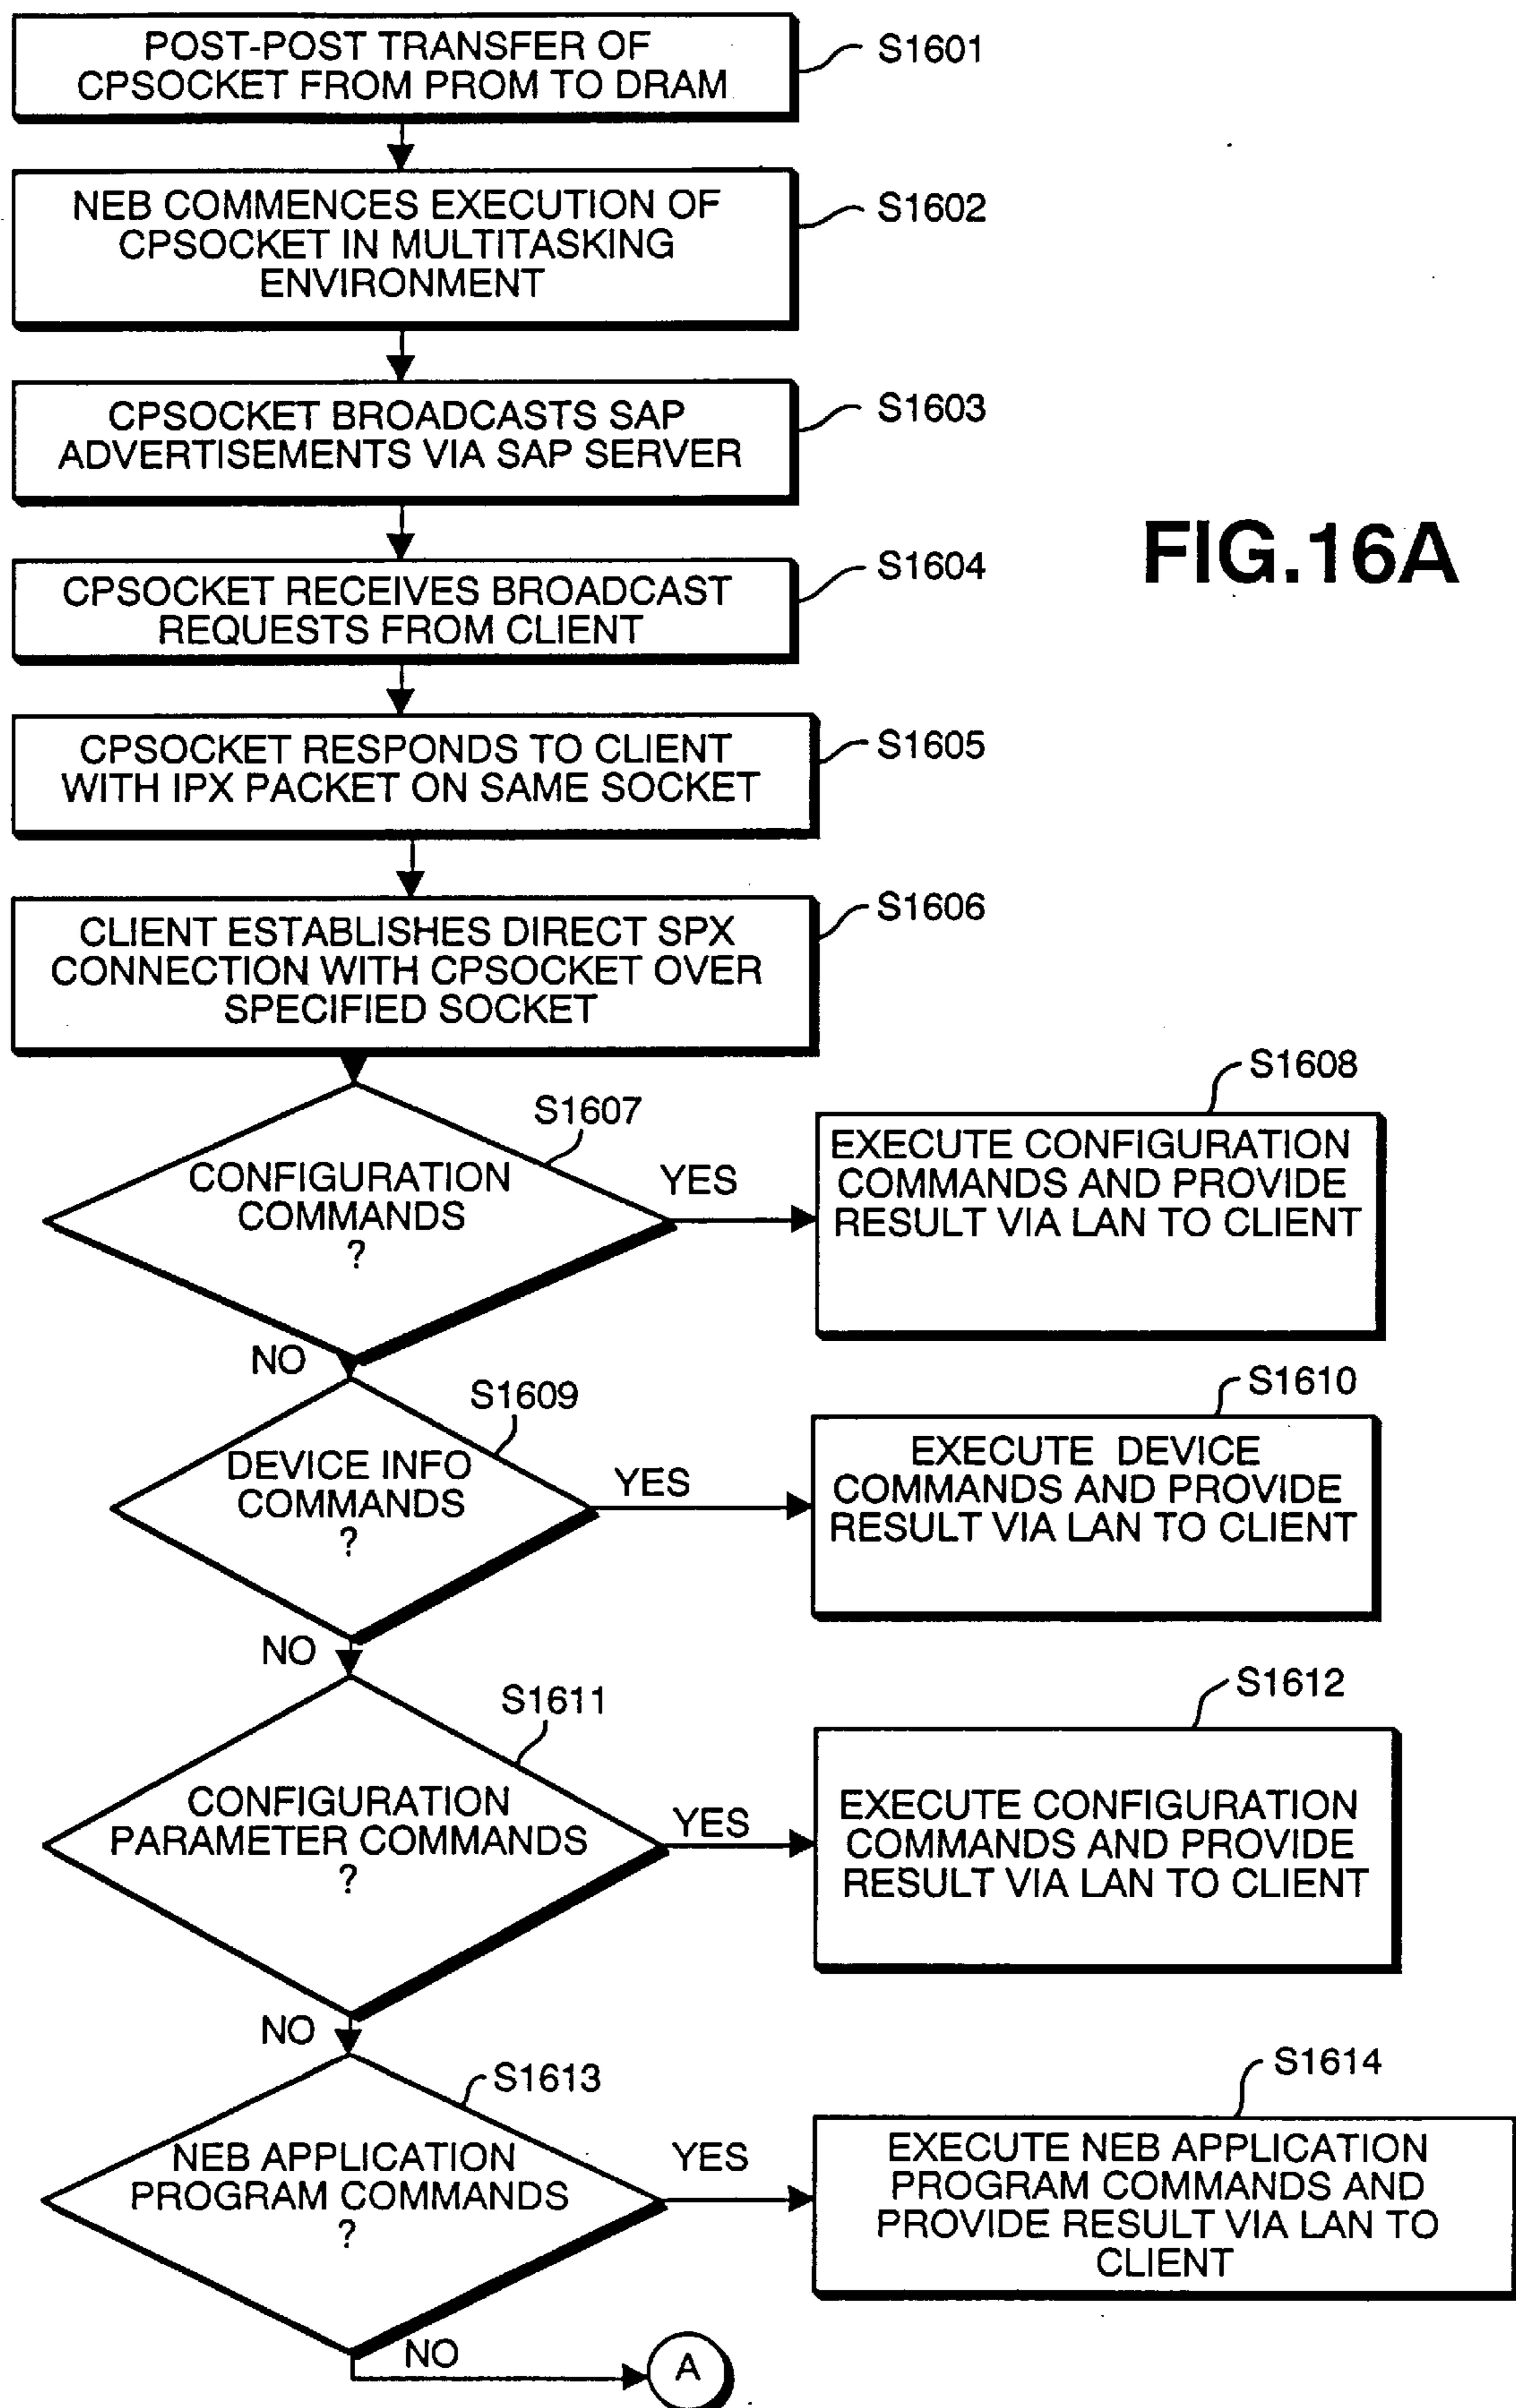 POST-POST TRANSFER OF
CPSOCKET FROM PROM TO DRAM
S1601
NEB COMMENCES EXECUTION OF
CPSOCKET IN MULTITASKING
ENVIRONMENT
S1602
CPSOCKET BROADCASTS SAP
ADVERTISEMENTS VIA SAP SERVER
S1603
FIG.16A
CPSOCKET RECEIVES BROADCAST
REQUESTS FROM CLIENT
S1604
CPSOCKET RESPONDS TO CLIENT
WITH IPX PACKET ON SAME SOCKET
S1605
CLIENT ESTABLISHES DIRECT SPX
CONNECTION WITH CPSOCKET OVER
SPECIFIED SOCKET
S1606
S1607
CONFIGURATION
COMMANDS
?
YES
S1608
EXECUTE CONFIGURATION
COMMANDS AND PROVIDE
RESULT VIA LAN TO CLIENT
NO
S1609
DEVICE INFO
COMMANDS
?
YES
S1610
EXECUTE DEVICE
COMMANDS AND PROVIDE
RESULT VIA LAN TO CLIENT
NO
S1611
CONFIGURATION
PARAMETER COMMANDS
?
YES
S1612
EXECUTE CONFIGURATION
COMMANDS AND PROVIDE
RESULT VIA LAN TO CLIENT
NO
S1613
NEB APPLICATION
PROGRAM COMMANDS
?
YES
S1614
EXECUTE NEB APPLICATION
PROGRAM COMMANDS AND
PROVIDE RESULT VIA LAN TO
CLIENT
NO
A